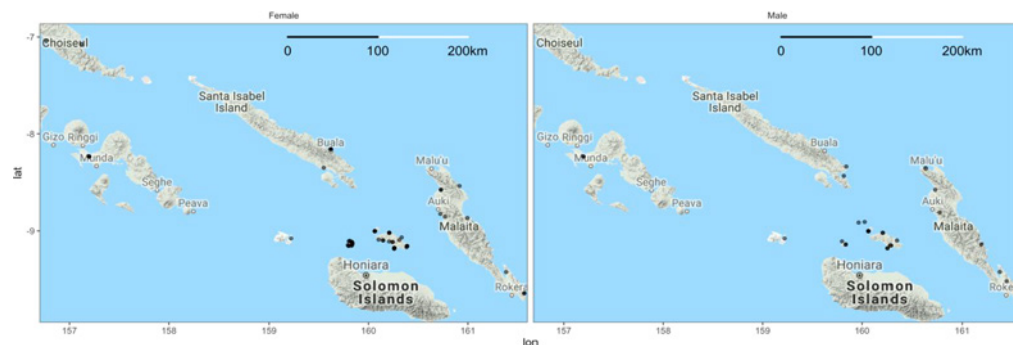 Female
Male
-7
Choiseul
0 100 200km
Choiseul
0 100 200km
Santa Isabel
Island
Santa Isabel
Island
-8
Gizo Ringgi
Buala
Gizo Ringgi
Buala
Munda
Malu'u
Munda
Malu'u
lat
Seghe
Auki
Seghe
Auki
Peava
Malaita
Peava
Malaita
-9
Honiara
Honiara
Solomon
Islands
Rokera
Solomon
Islands
Roke
157 158 159 160 161
157 158 159 160 161
lon